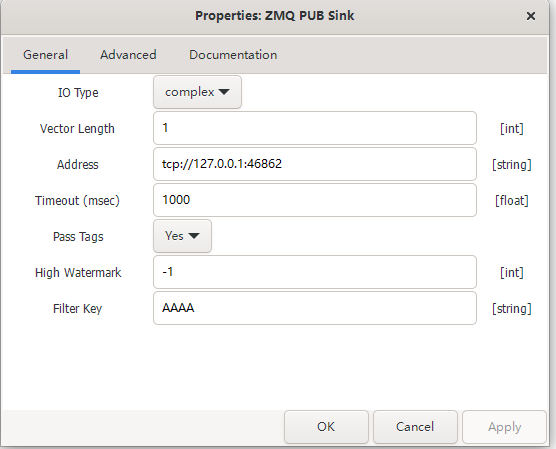 Properties: ZMQ PUB Sink ×
General Advanced Documentation
IO Type complex
Vector Length 1 [int]
Address tcp://127.0.0.1:46862 [string]
Timeout (msec) 1000 [float]
Pass Tags Yes
High Watermark -1 [int]
Filter Key AAAA [string]
OK Cancel Apply